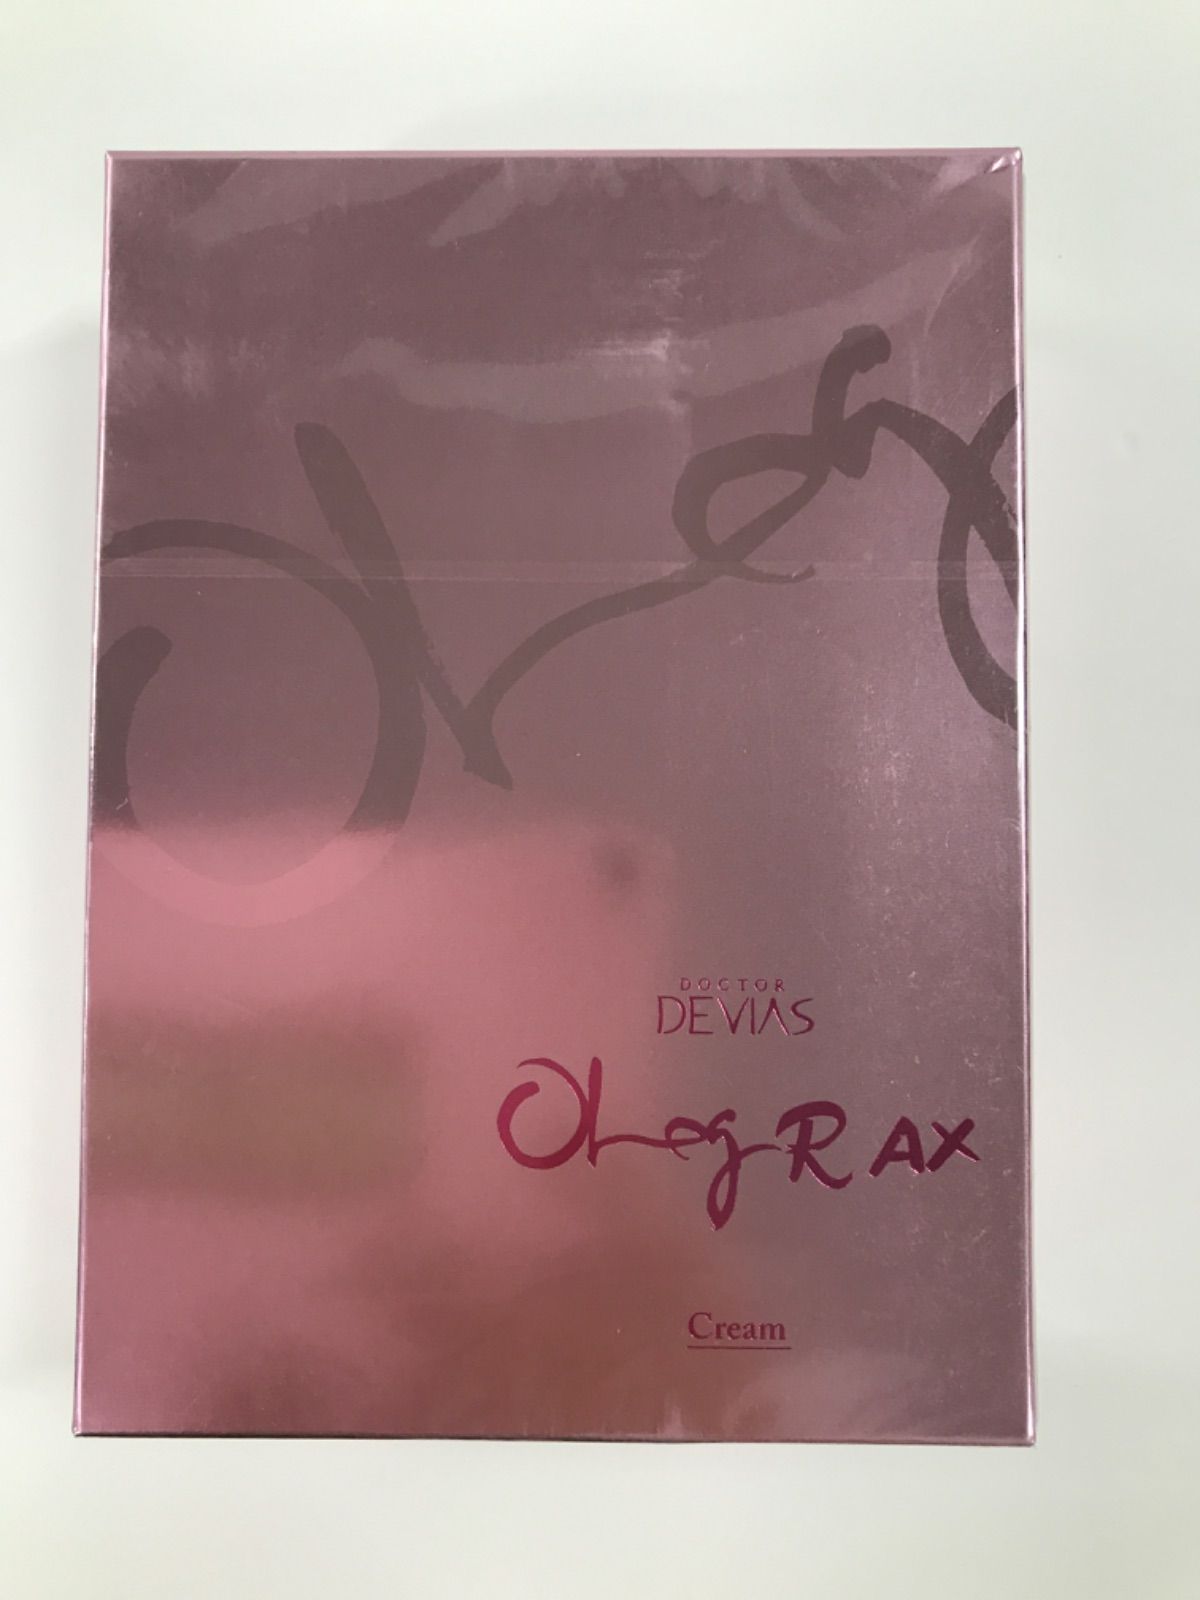 DOCTOR
DEVIAS
OLegRAX
Cream